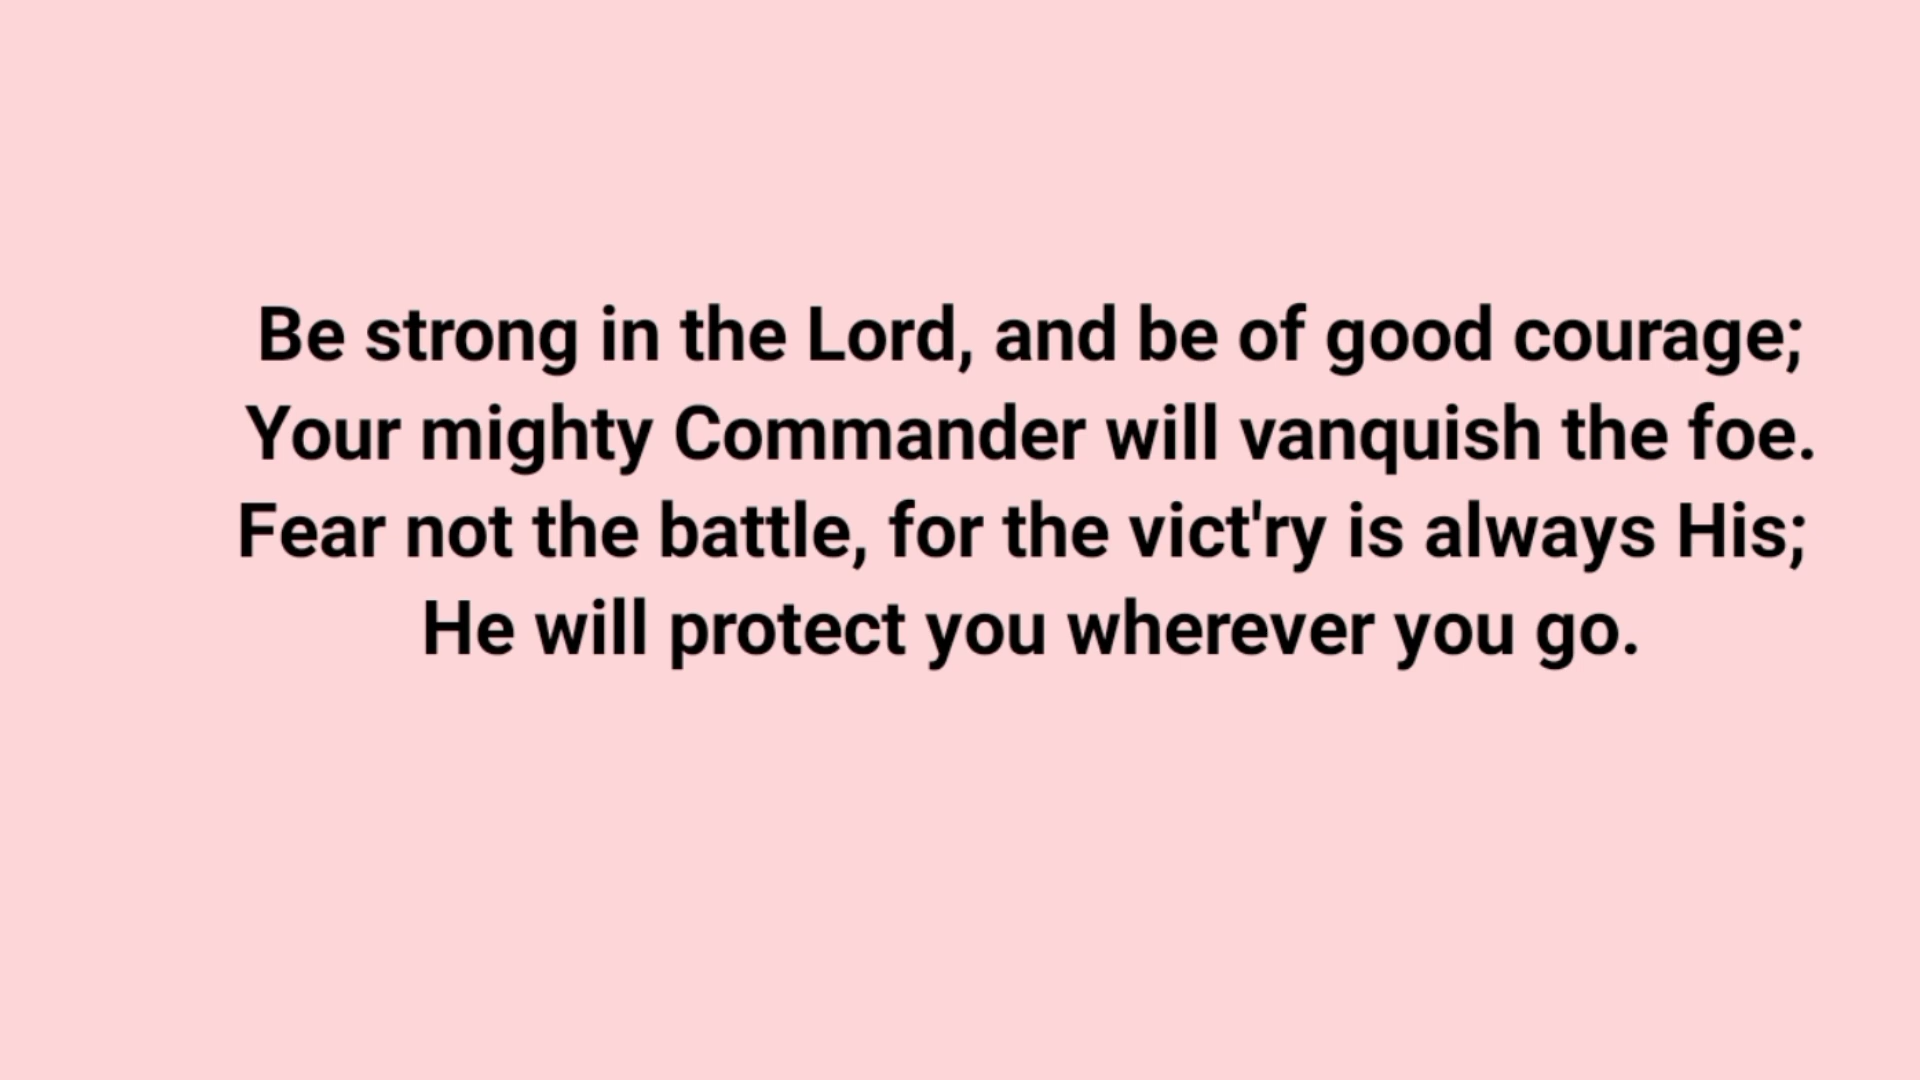 Be strong in the Lord, and be of good courage;
Your mighty Commander will vanquish the foe.
Fear not the battle, for the vict'ry is always His;
He will protect you wherever you go.